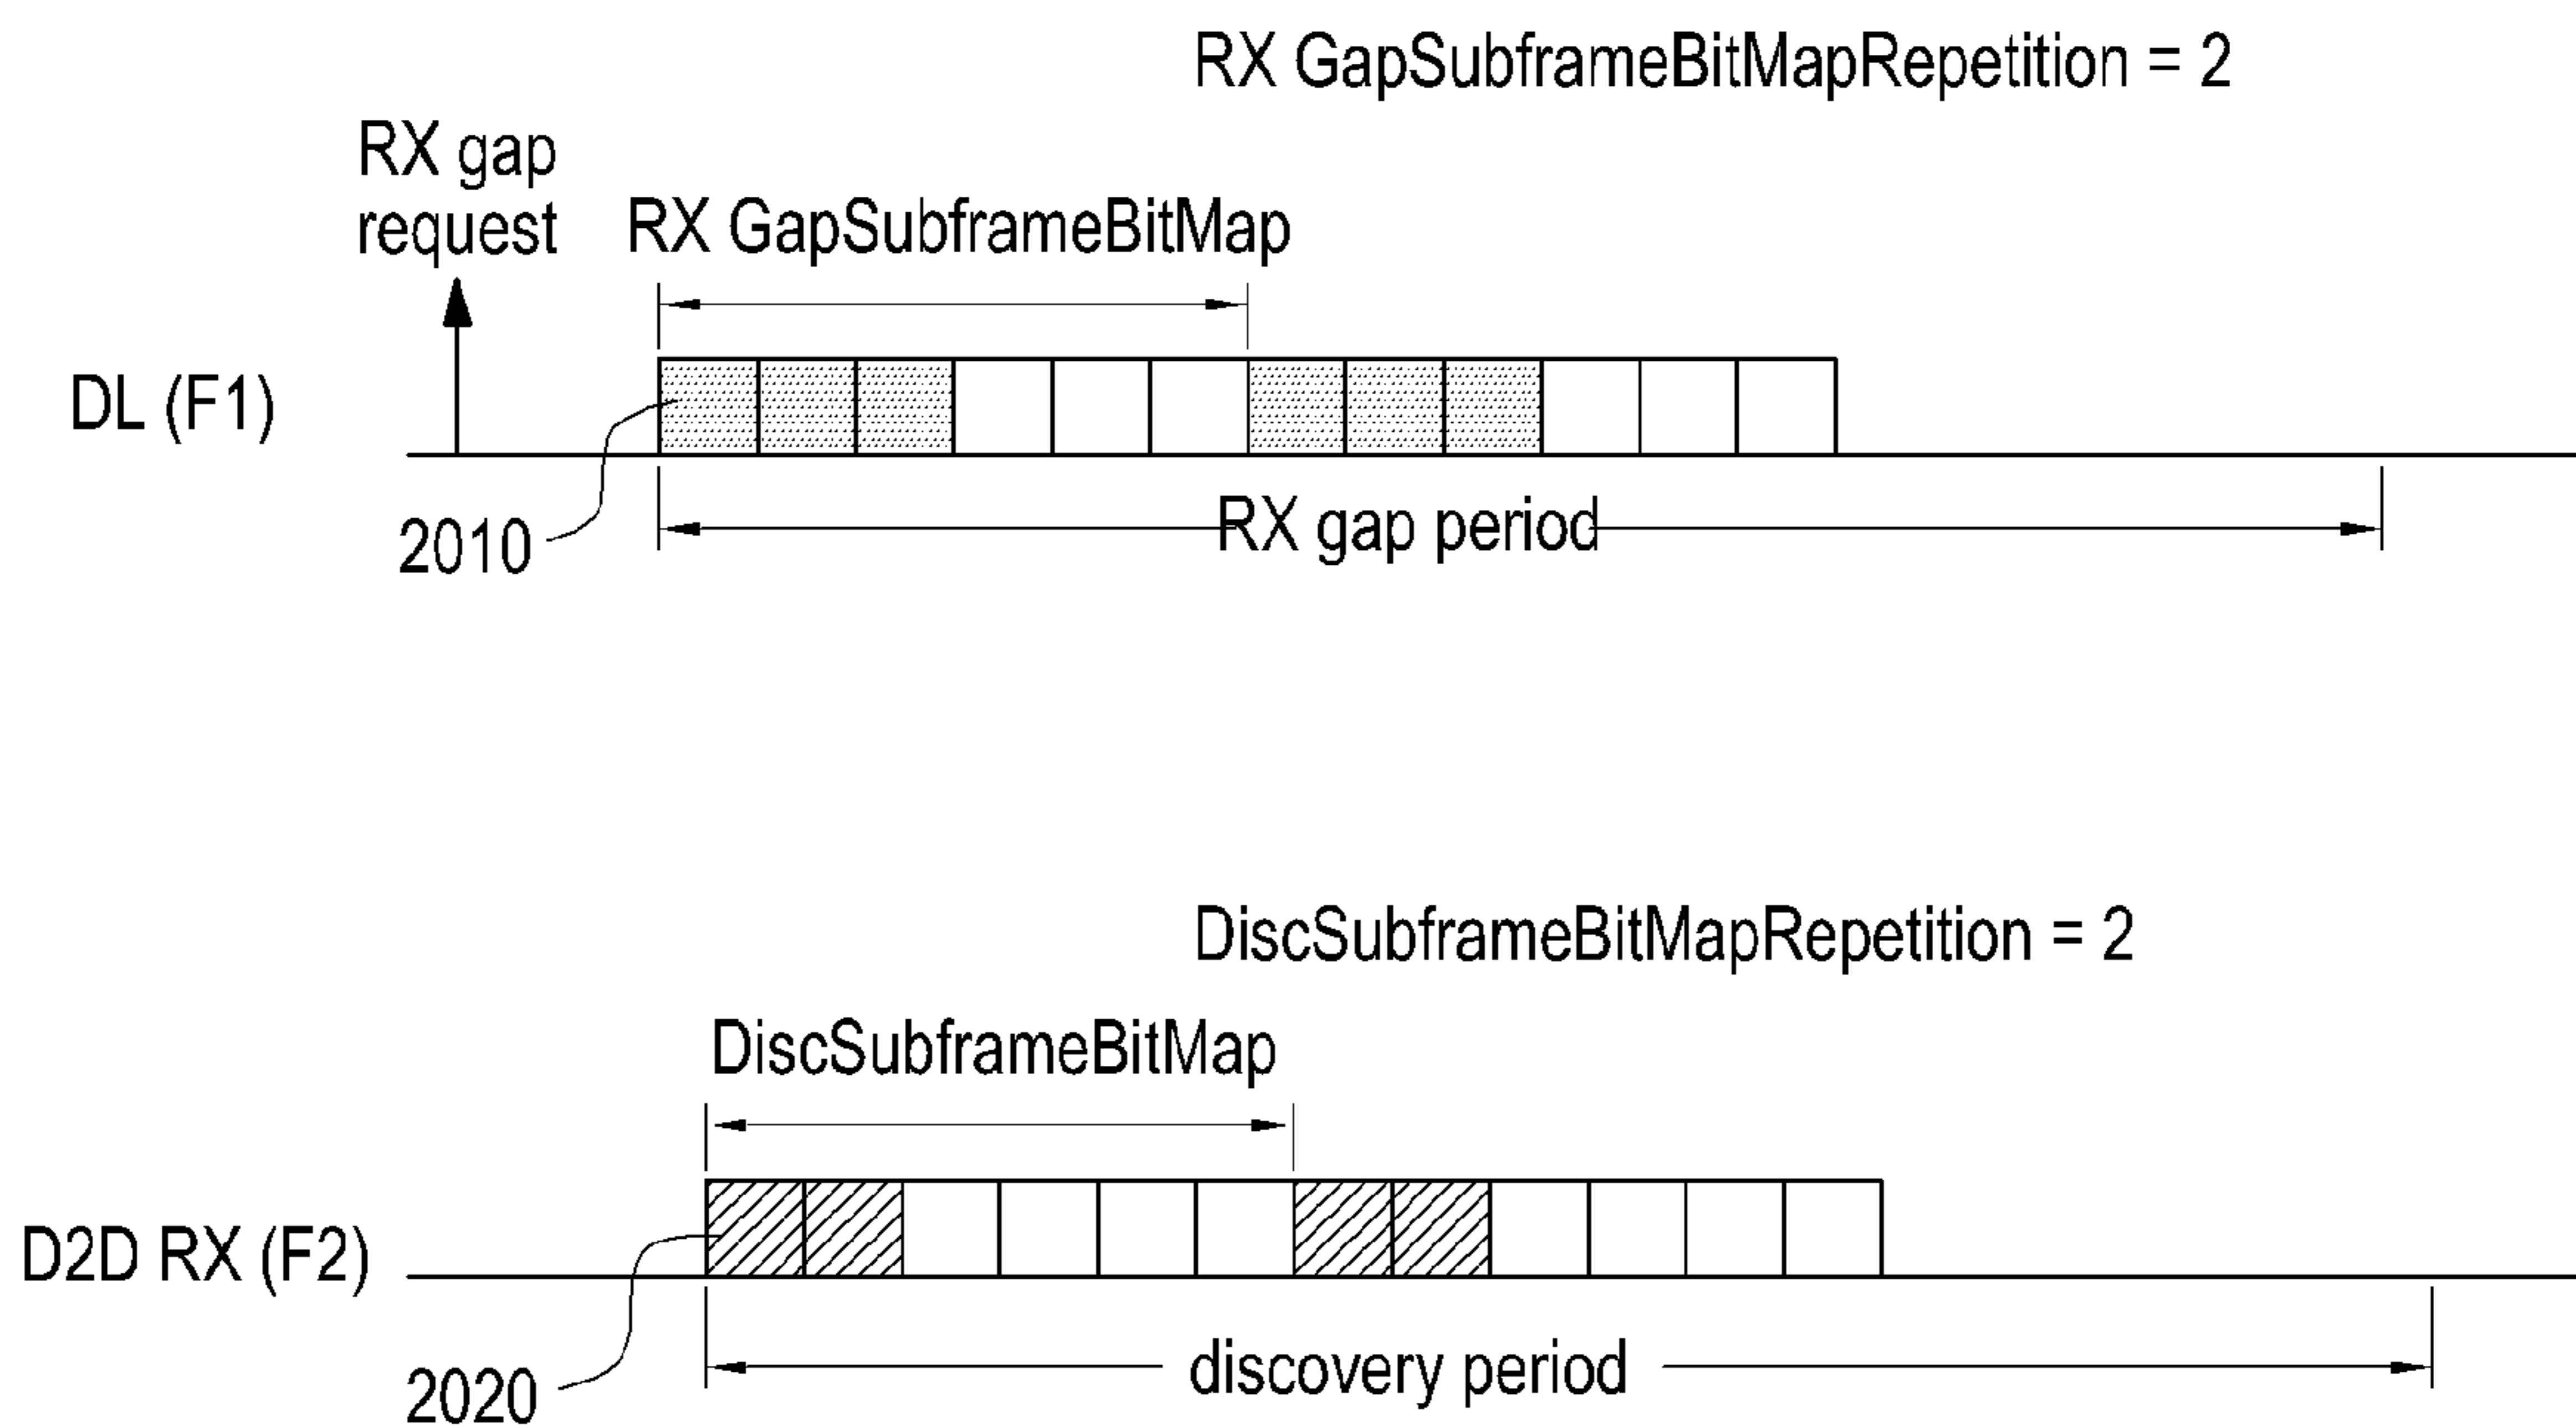 RX GapSubframeBitMapRepetition = 2
RX gap
request
RX GapSubframeBitMap
DL (F1)
2010
RX gap period
DiscSubframeBitMapRepetition = 2
DiscSubframeBitMap
D2D RX (F2)
2020
discovery period